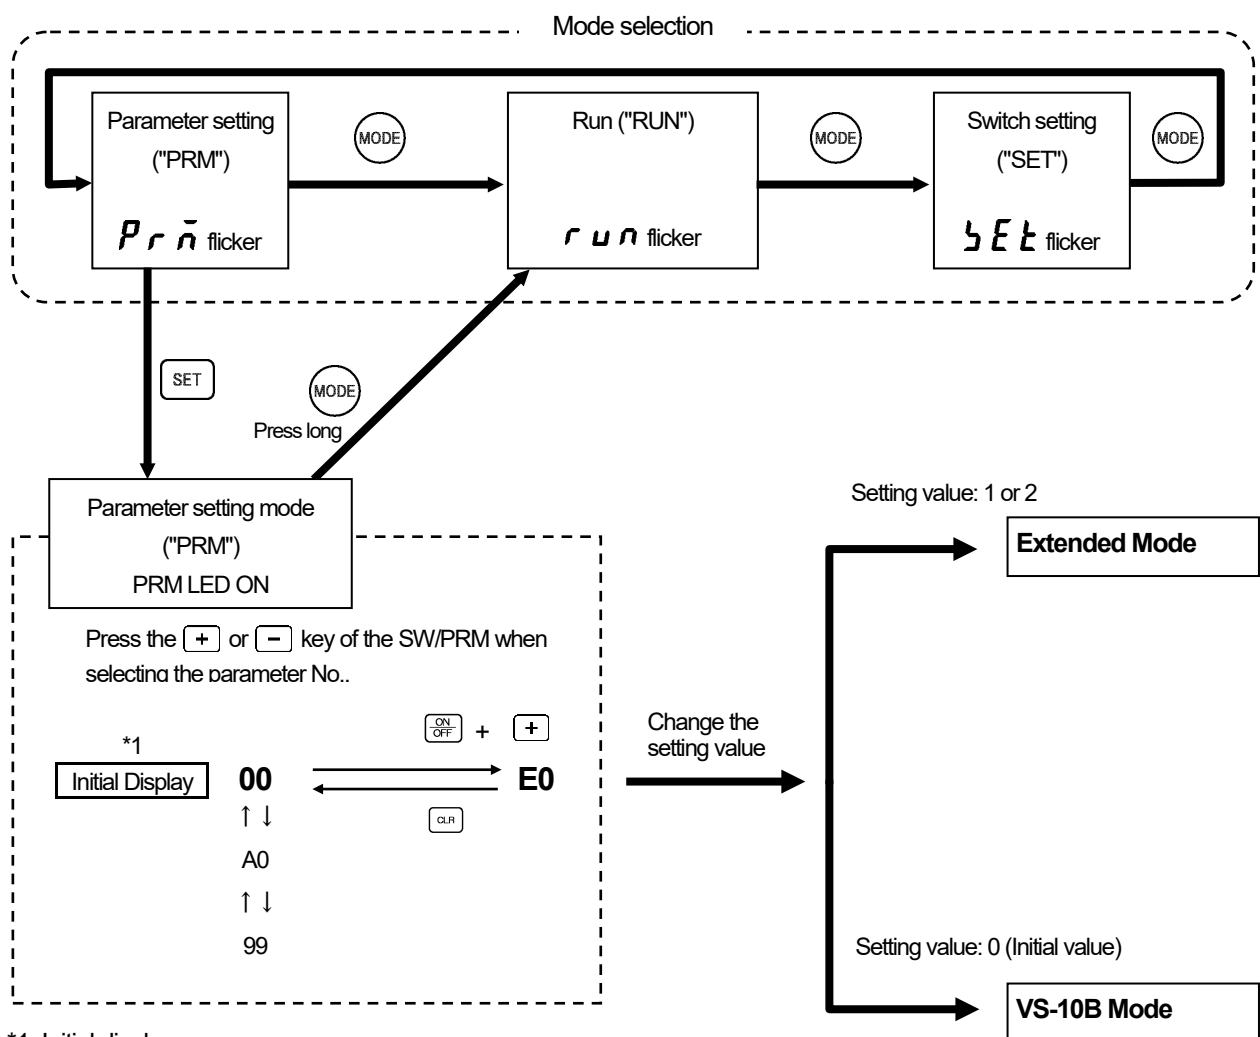 Mode selection
Parameter setting
("PRM")
Prm flicker
MODE
Run ("RUN")
run flicker
MODE
Switch setting
("SET")
SEt flicker
MODE
SET
MODE
Press long
Parameter setting mode
("PRM")
PRM LED ON
Press the + or - key of the SW/PRM when
selecting the parameter No..
*1
Initial Display
00
↑↓
A0
↑↓
99
ON
OFF + +
CLR
E0
Change the
setting value
Setting value: 1 or 2
Extended Mode
Setting value: 0 (Initial value)
VS-10B Mode